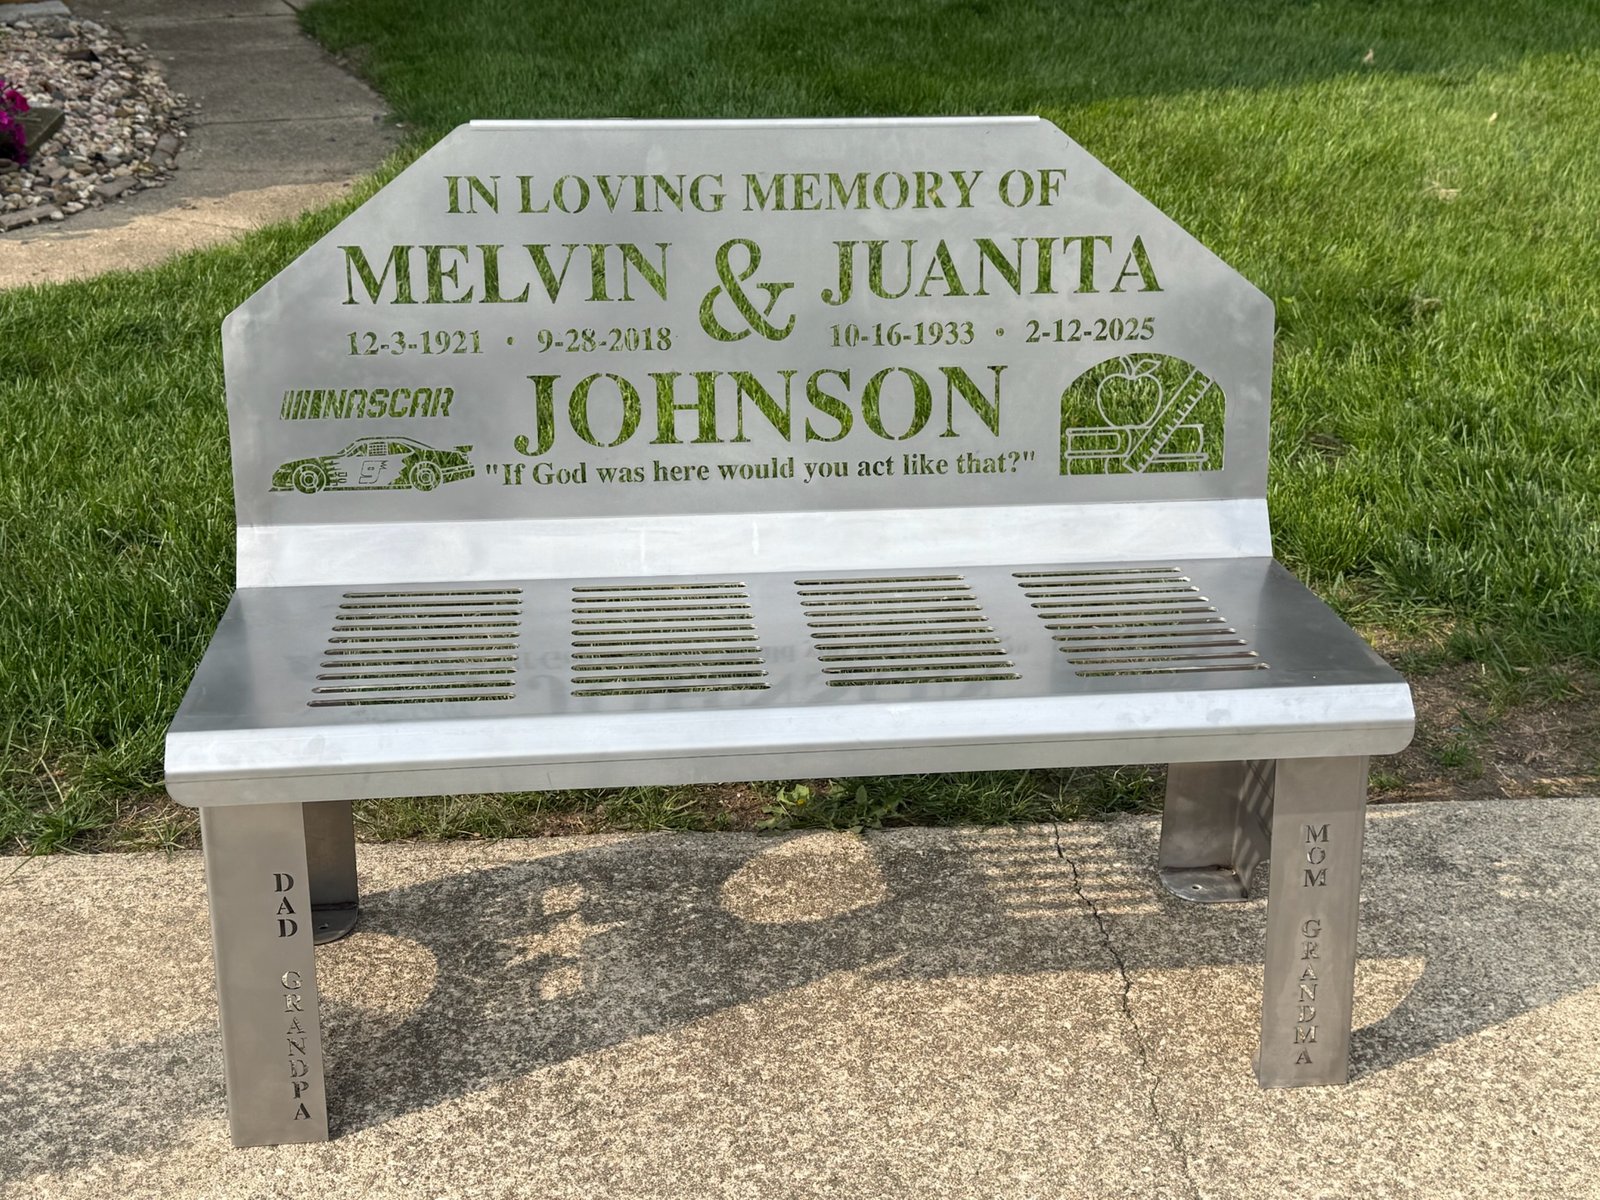 IN LOVING MEMORY OF
MELVIN & JUANITA
12-3-1921 • 9-28-2018 10-16-1933 • 2-12-2025
JOHNSON
NASCAR
9
"If God was here would you act like that?"
DAD GRANDPA
MOM GRANDMA